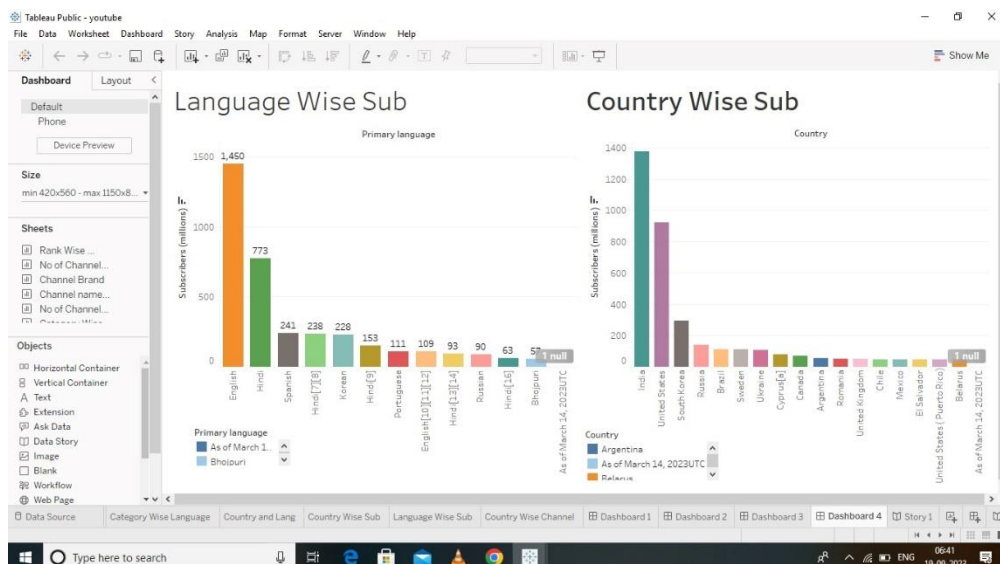 Tableau Public - youtube
File Data Worksheet Dashboard Story Analysis Map Format Server Window Help
Show Me
Dashboard Layout
Default
Phone
Device Preview
Size
min 420x560 - max 1150x8...
Sheets
Rank Wise ...
No of Channel...
Channel Brand
Channel name...
No of Channel...
Objects
Horizontal Container
Vertical Container
A Text
Extension
Ask Data
Data Story
Image
Blank
Workflow
Web Page
Language Wise Sub
Primary language
Subscribers (millions)
1500
1000
500
0
1,450
773
241
238
228
153
111
109
93
90
63
57
1 null
English
Hindi
Spanish
Hindi[7][8]
Korean
Hindi[9]
Portuguese
English[10][11][12]
Hindi[13][14]
Russian
Hindi[16]
Bhojpuri
As of March 14, 2023UTC
Primary language
As of March 1...
Bhojpuri
Country Wise Sub
Country
Subscribers (millions)
1400
1200
1000
800
600
400
200
0
1 null
India
United States
South Korea
Russia
Brazil
Sweden
Ukraine
Cyprus[a]
Canada
Argentina
Romania
United Kingdom
Chile
Mexico
El Salvador
United States ( Puerto Rico)
Belarus
As of March 14, 2023UTC
Country
Argentina
As of March 14, 2023UTC
Belarus
Data Source Category Wise Language Country and Lang Country Wise Sub Language Wise Sub Country Wise Channel Dashboard 1 Dashboard 2 Dashboard 3 Dashboard 4 Story 1
Type here to search
ENG
06:41
19-09-2023